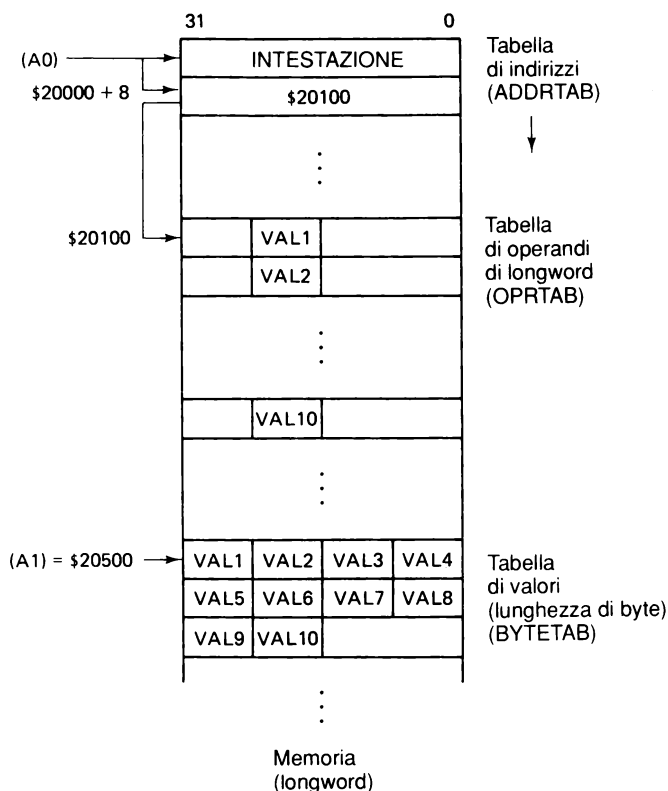 31 0
(A0) INTESTAZIONE
Tabella
di indirizzi
(ADDRTAB)
$20000 + 8 $20100
$20100 VAL1
VAL2
Tabella
di operandi
di longword
(OPRTAB)
VAL10
(A1) = $20500 VAL1 VAL2 VAL3 VAL4
VAL5 VAL6 VAL7 VAL8
VAL9 VAL10
Tabella
di valori
(lunghezza di byte)
(BYTETAB)
Memoria
(longword)